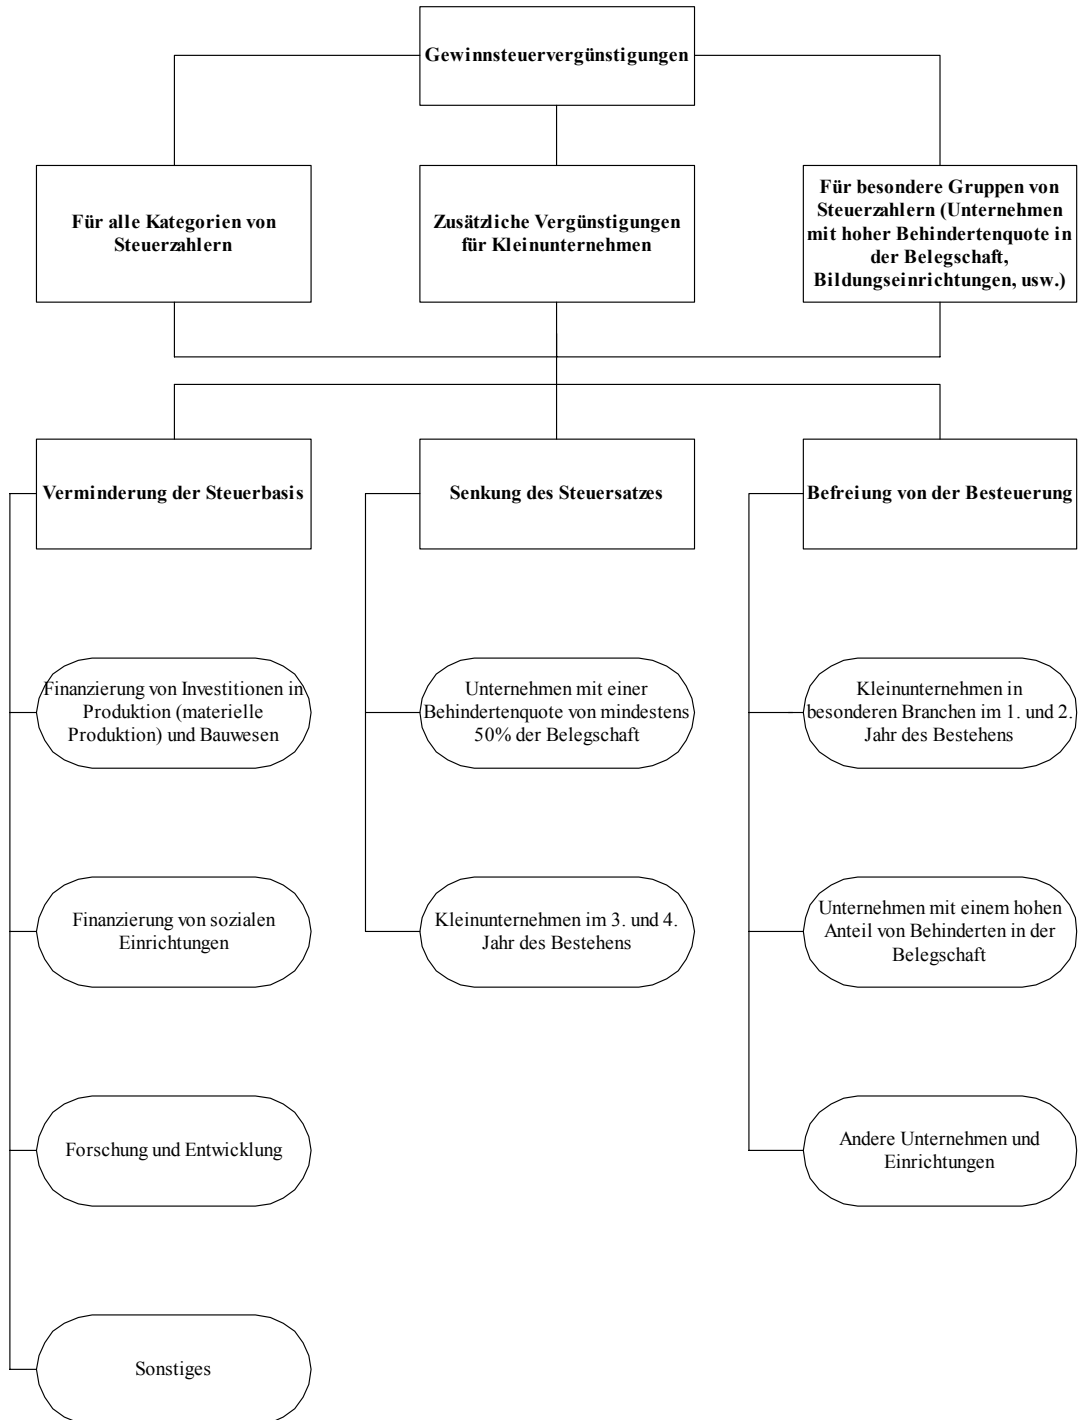 Gewinnsteuervergünstigungen
Für alle Kategorien von
Steuerzahlern
Zusätzliche Vergünstigungen
für Kleinunternehmen
Für besondere Gruppen von
Steuerzahlern (Unternehmen
mit hoher Behindertenquote in
der Belegschaft,
Bildungseinrichtungen, usw.)
Verminderung der Steuerbasis
Senkung des Steuersatzes
Befreiung von der Besteuerung
Finanzierung von Investitionen in
Produktion (materielle
Produktion) und Bauwesen
Unternehmen mit einer
Behindertenquote von mindestens
50% der Belegschaft
Kleinunternehmen in
besonderen Branchen im 1. und 2.
Jahr des Bestehens
Finanzierung von sozialen
Einrichtungen
Kleinunternehmen im 3. und 4.
Jahr des Bestehens
Unternehmen mit einem hohen
Anteil von Behinderten in der
Belegschaft
Forschung und Entwicklung
Andere Unternehmen und
Einrichtungen
Sonstiges